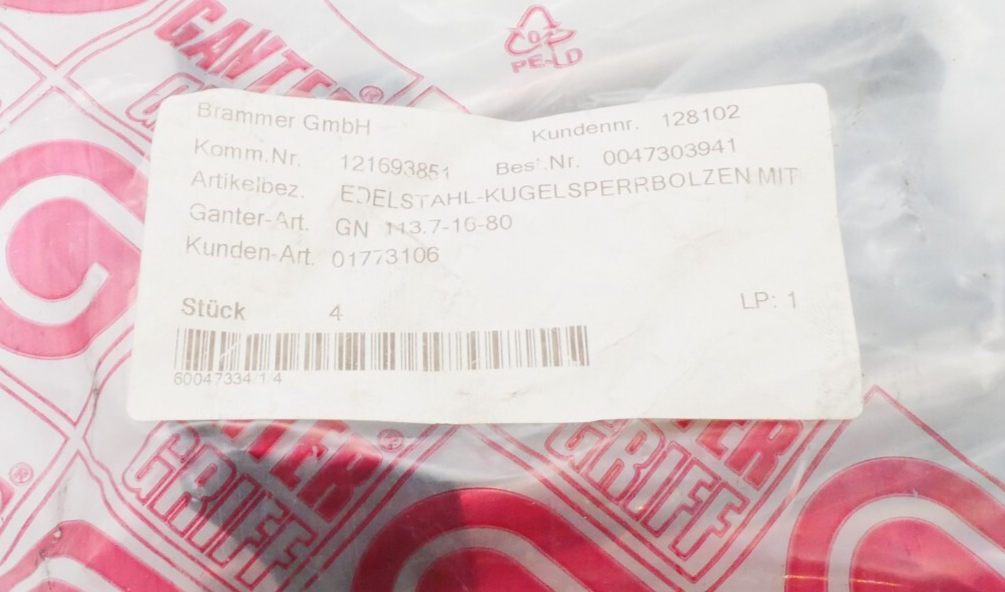 GANTER®
04
PE-LD
Brammer GmbH
Kundennr. 128102
Komm.Nr. 121693851 Best.Nr. 0047303941
Artikelbez. EDELSTAHL-KUGELSPERRBOLZEN MIT
Ganter-Art. GN 113.7-16-80
Kunden-Art. 01773106
Stück 4
LP: 1
60047334/1/4
GANTER®
GRIFF
GANTER
GRIFF